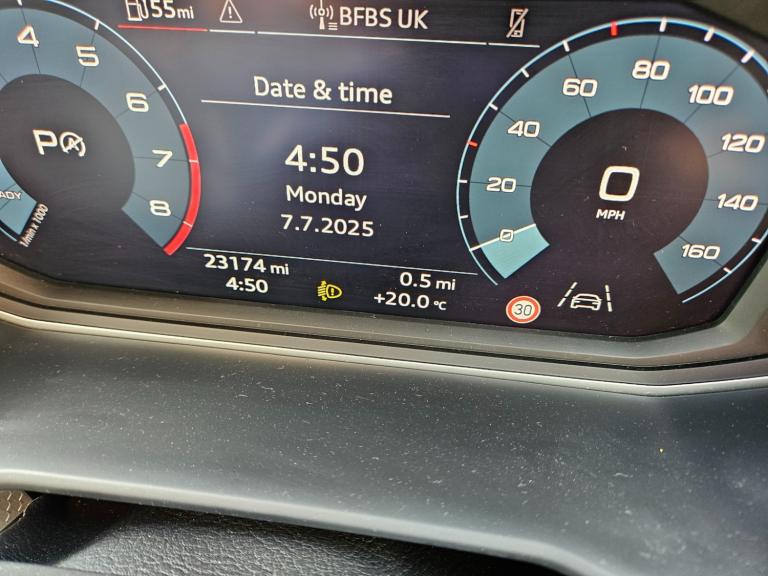 55mi
BFBS UK
4
5
6
7
8
P A
1/min x 1000
Date & time
4:50
Monday
7.7.2025
23174 mi
4:50
0.5 mi
+20.0 °C
30
0
20
40
60
80
100
120
140
160
0
MPH